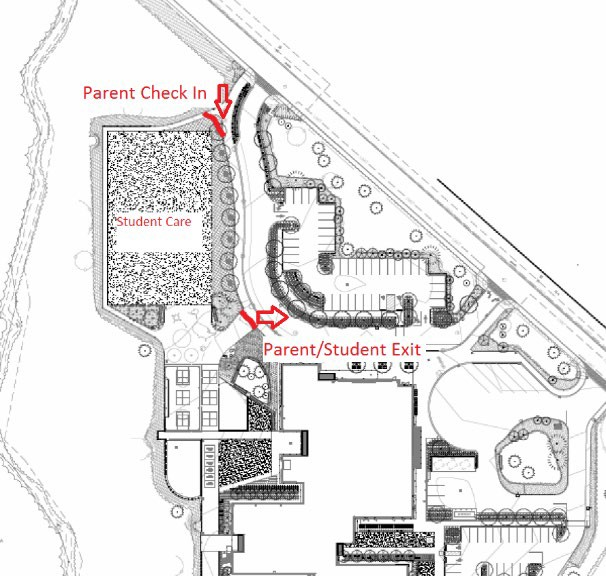 Parent Check In
Student Care
Parent/Student Exit